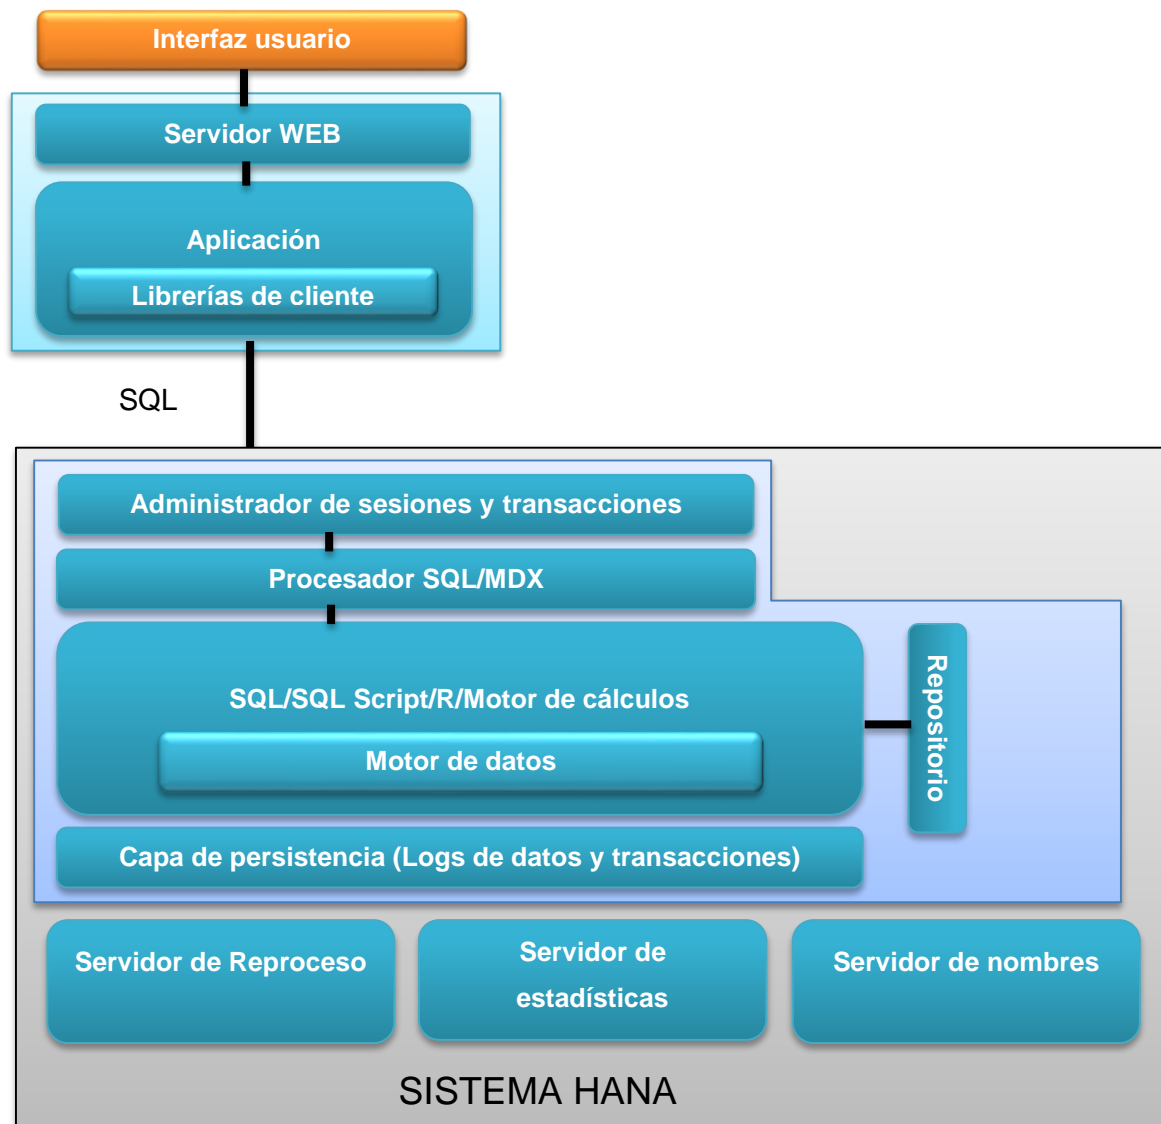 Interfaz usuario
Servidor WEB
Aplicación
Librerías de cliente
SQL
Administrador de sesiones y transacciones
Procesador SQL/MDX
SQL/SQL Script/R/Motor de cálculos
Motor de datos
Repositorio
Capa de persistencia (Logs de datos y transacciones)
Servidor de Reproceso
Servidor de
estadísticas
Servidor de nombres
SISTEMA HANA